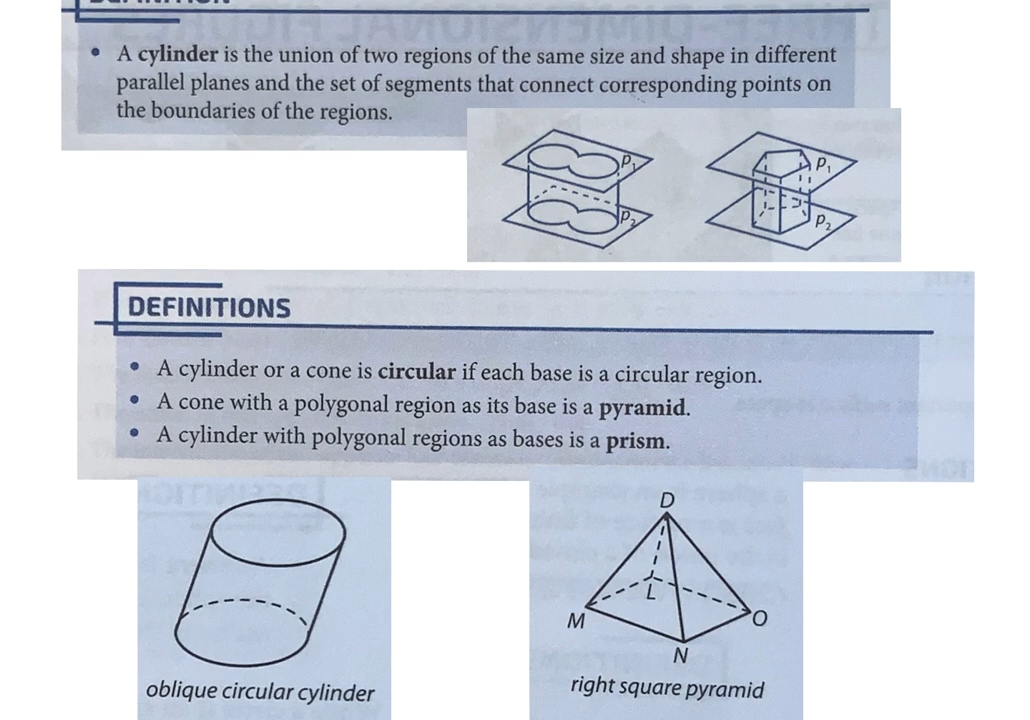 DEFINITION
• A cylinder is the union of two regions of the same size and shape in different
parallel planes and the set of segments that connect corresponding points on
the boundaries of the regions.
P1
P2
P1
P2
DEFINITIONS
• A cylinder or a cone is circular if each base is a circular region.
• A cone with a polygonal region as its base is a pyramid.
• A cylinder with polygonal regions as bases is a prism.
oblique circular cylinder
D
L
M
O
N
right square pyramid